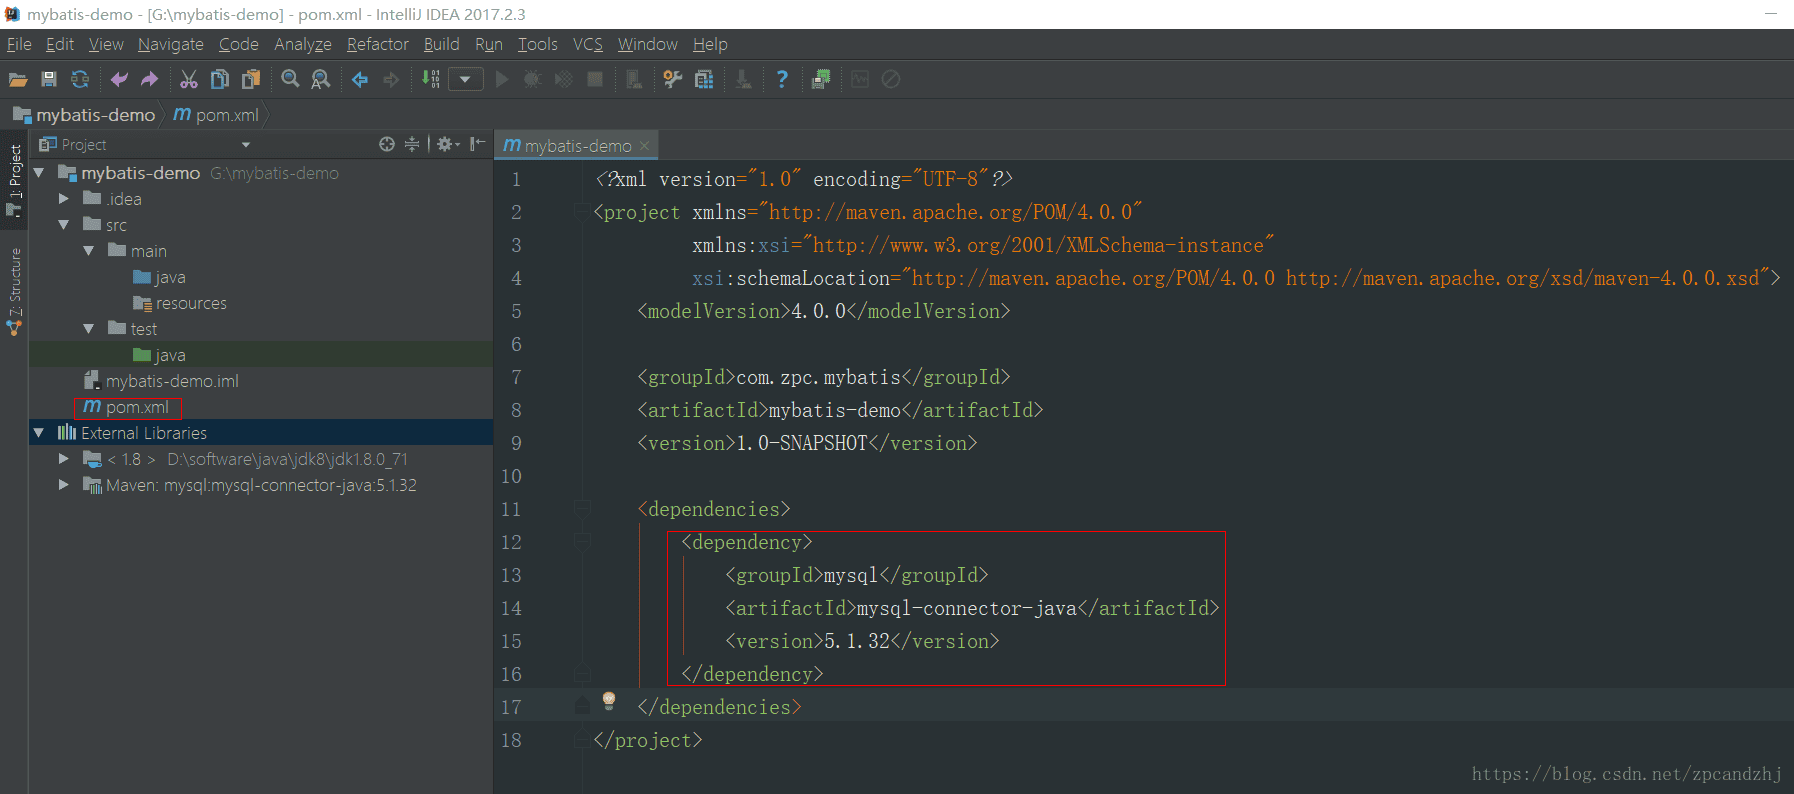 mybatis-demo - [G:\mybatis-demo] - pom.xml - IntelliJ IDEA 2017.2.3
File Edit View Navigate Code Analyze Refactor Build Run Tools VCS Window Help
mybatis-demo pom.xml
1: Project
Z: Structure
Project
mybatis-demo G:\mybatis-demo
.idea
src
main
java
resources
test
java
mybatis-demo.iml
pom.xml
External Libraries
< 1.8 > D:\software\java\jdk8\jdk1.8.0_71
Maven: mysql:mysql-connector-java:5.1.32
mybatis-demo
1 <?xml version="1.0" encoding="UTF-8"?>
2 <project xmlns="http://maven.apache.org/POM/4.0.0"
3 xmlns:xsi="http://www.w3.org/2001/XMLSchema-instance"
4 xsi:schemaLocation="http://maven.apache.org/POM/4.0.0 http://maven.apache.org/xsd/maven-4.0.0.xsd">
5 <modelVersion>4.0.0</modelVersion>
6
7 <groupId>com.zpc.mybatis</groupId>
8 <artifactId>mybatis-demo</artifactId>
9 <version>1.0-SNAPSHOT</version>
10
11 <dependencies>
12 <dependency>
13 <groupId>mysql</groupId>
14 <artifactId>mysql-connector-java</artifactId>
15 <version>5.1.32</version>
16 </dependency>
17 </dependencies>
18 </project>
https://blog.csdn.net/zpcandzhj